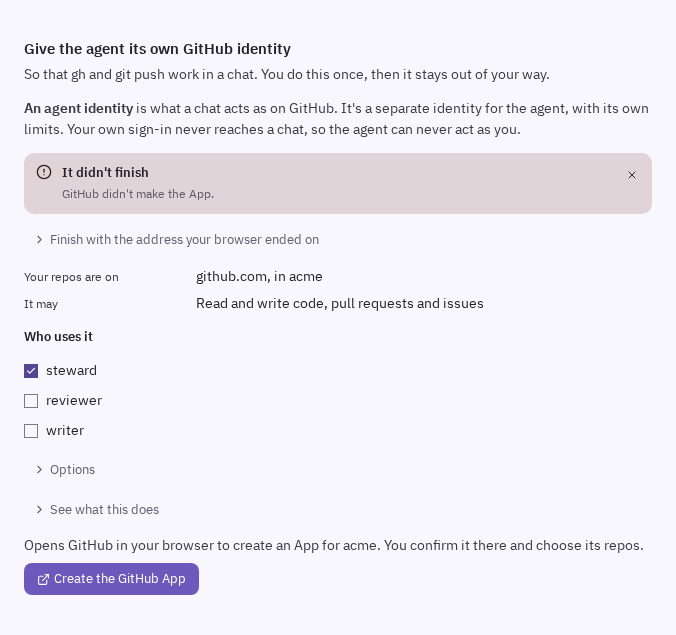 Give the agent its own GitHub identity
So that gh and git push work in a chat. You do this once, then it stays out of your way.
An agent identity is what a chat acts as on GitHub. It's a separate identity for the agent, with its own
limits. Your own sign-in never reaches a chat, so the agent can never act as you.
It didn't finish
GitHub didn't make the App.
Finish with the address your browser ended on
Your repos are on github.com, in acme
It may Read and write code, pull requests and issues
Who uses it
steward
reviewer
writer
Options
See what this does
Opens GitHub in your browser to create an App for acme. You confirm it there and choose its repos.
Create the GitHub App